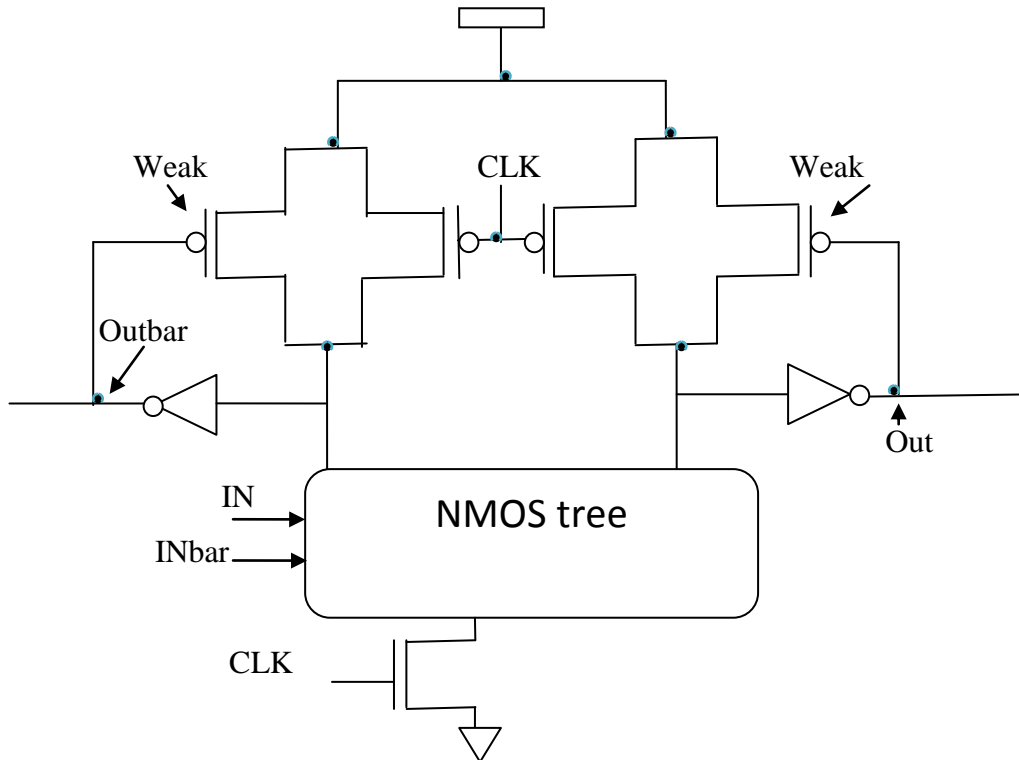 Weak
CLK
Weak
Outbar
Out
IN
NMOS tree
INbar
CLK